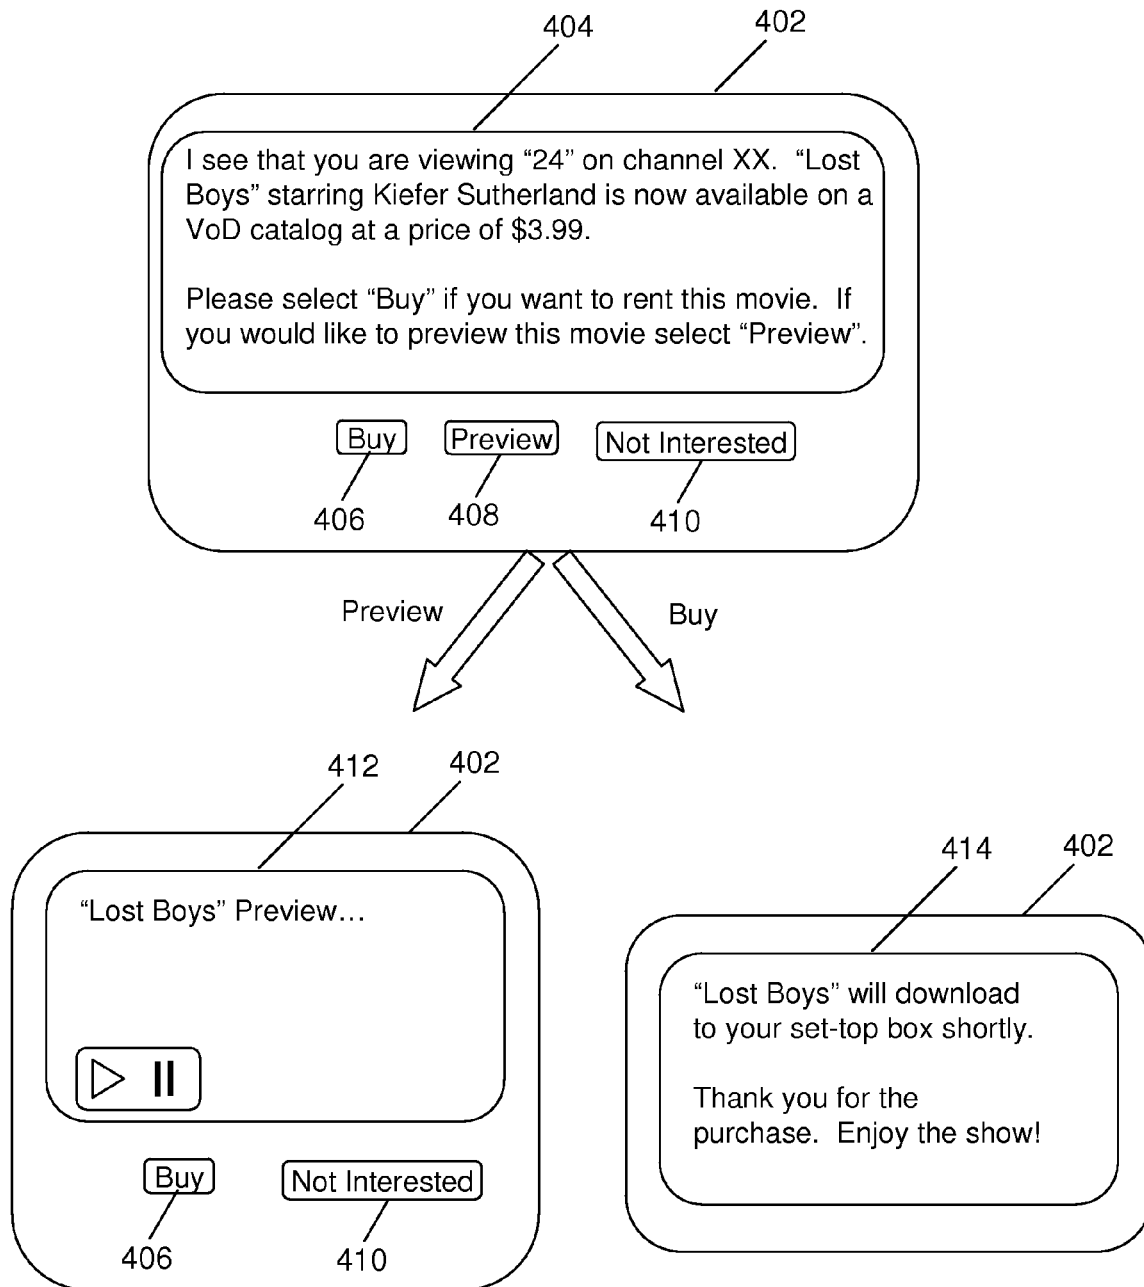 404
402
I see that you are viewing “24” on channel XX. “Lost
Boys” starring Kiefer Sutherland is now available on a
VoD catalog at a price of $3.99.
Please select “Buy” if you want to rent this movie. If
you would like to preview this movie select “Preview”.
Buy
Preview
Not Interested
406
408
410
Preview
Buy
412
402
“Lost Boys” Preview…
Buy
Not Interested
406
410
414
402
“Lost Boys” will download
to your set-top box shortly.
Thank you for the
purchase. Enjoy the show!